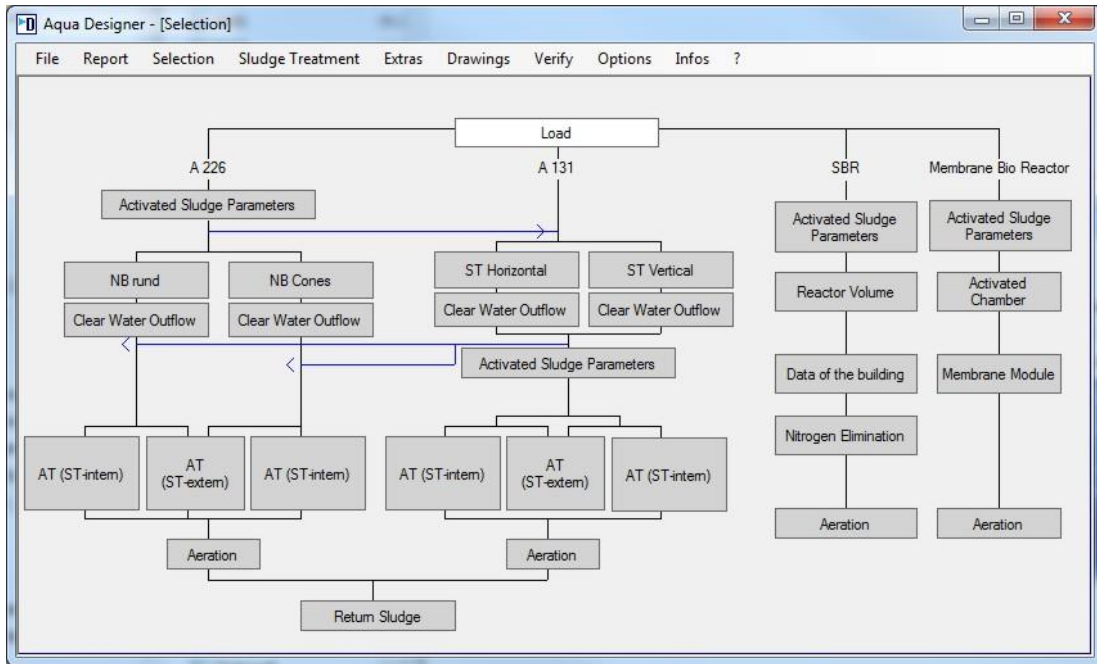 Aqua Designer - [Selection]
File Report Selection Sludge Treatment Extras Drawings Verify Options Infos ?
Load
A 226
A 131
SBR
Membrane Bio Reactor
Activated Sludge Parameters
Activated Sludge
Parameters
Activated Sludge
Parameters
NB rund
NB Cones
ST Horizontal
ST Vertical
Reactor Volume
Activated
Chamber
Clear Water Outflow
Clear Water Outflow
Clear Water Outflow
Clear Water Outflow
Activated Sludge Parameters
Data of the building
Membrane Module
Nitrogen Elimination
AT (ST-intern)
AT
(ST-extern)
AT (ST-intern)
AT (ST-intern)
AT
(ST-extern)
AT (ST-intern)
Aeration
Aeration
Aeration
Aeration
Return Sludge